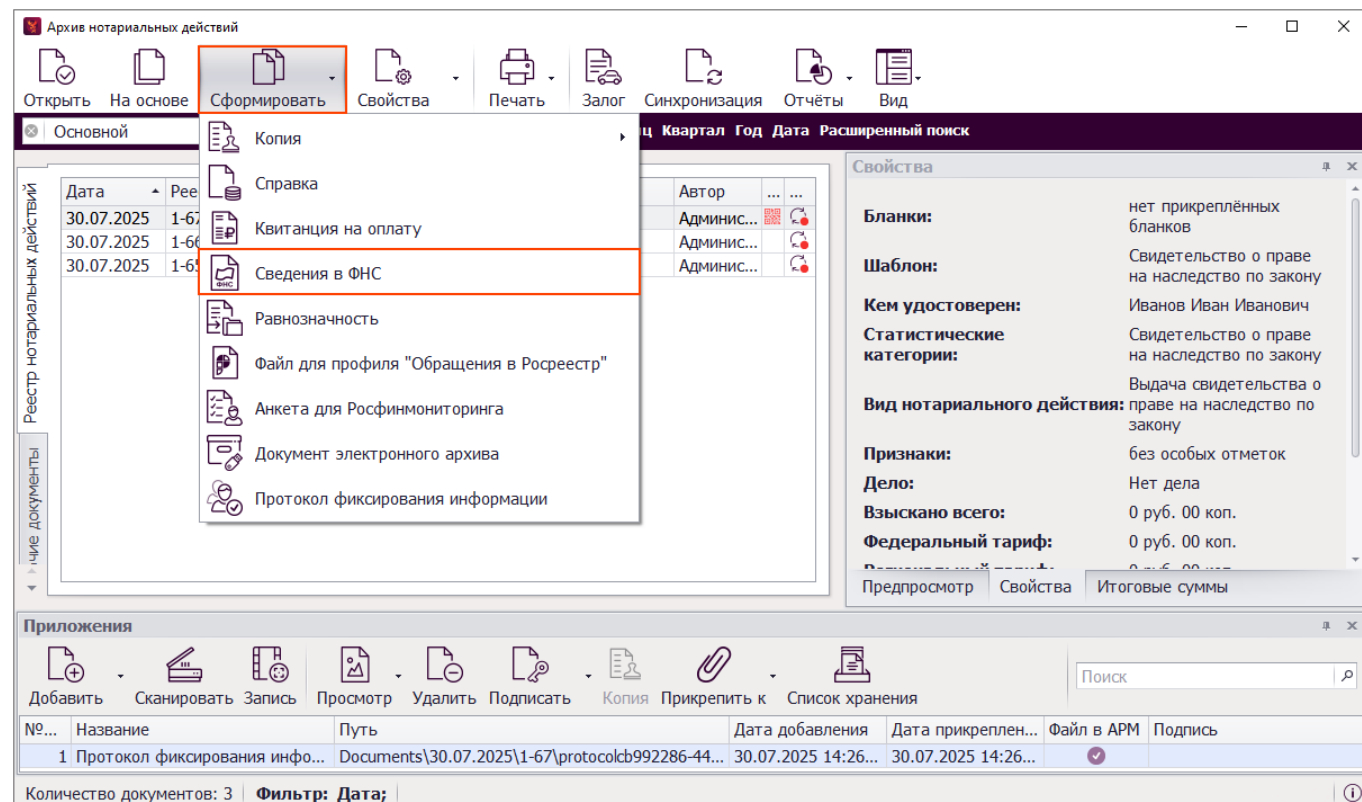 Архив нотариальных действий
Открыть На основе Сформировать Свойства Печать Залог Синхронизация Отчёты Вид
Основной Квартал Год Дата Расширенный поиск
Реестр нотариальных действий
документы
Дата Автор ... ...
30.07.2025 Админис...
30.07.2025 Админис...
30.07.2025 Админис...
Копия
Справка
Квитанция на оплату
Сведения в ФНС
Равнозначность
Файл для профиля "Обращения в Росреестр"
Анкета для Росфинмониторинга
Документ электронного архива
Протокол фиксирования информации
Свойства
Бланки: нет прикреплённых
бланков
Шаблон: Свидетельство о праве
на наследство по закону
Кем удостоверен: Иванов Иван Иванович
Статистические Свидетельство о праве
категории: на наследство по закону
Выдача свидетельства о
Вид нотариального действия: праве на наследство по
закону
Признаки: без особых отметок
Дело: Нет дела
Взыскано всего: 0 руб. 00 коп.
Федеральный тариф: 0 руб. 00 коп.
Предпросмотр Свойства Итоговые суммы
Приложения
Добавить Сканировать Запись Просмотр Удалить Подписать Копия Прикрепить к Список хранения Поиск
№... Название Путь Дата добавления Дата прикреплен... Файл в АРМ Подпись
1 Протокол фиксирования инфо... Documents\30.07.2025\1-67\protocolcb992286-44... 30.07.2025 14:26... 30.07.2025 14:26...
Количество документов: 3 Фильтр: Дата;